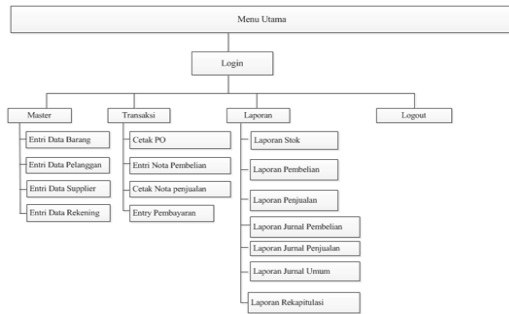 Menu Utama
Login
Master
Transaksi
Laporan
Logout
Entri Data Barang
Entri Data Pelanggan
Entri Data Supplier
Entri Data Rekening
Cetak PO
Entri Nota Pembelian
Cetak Nota penjualan
Entry Pembayaran
Laporan Stok
Laporan Pembelian
Laporan Penjualan
Laporan Jurnal Pembelian
Laporan Jurnal Penjualan
Laporan Jurnal Umum
Laporan Rekapitulasi